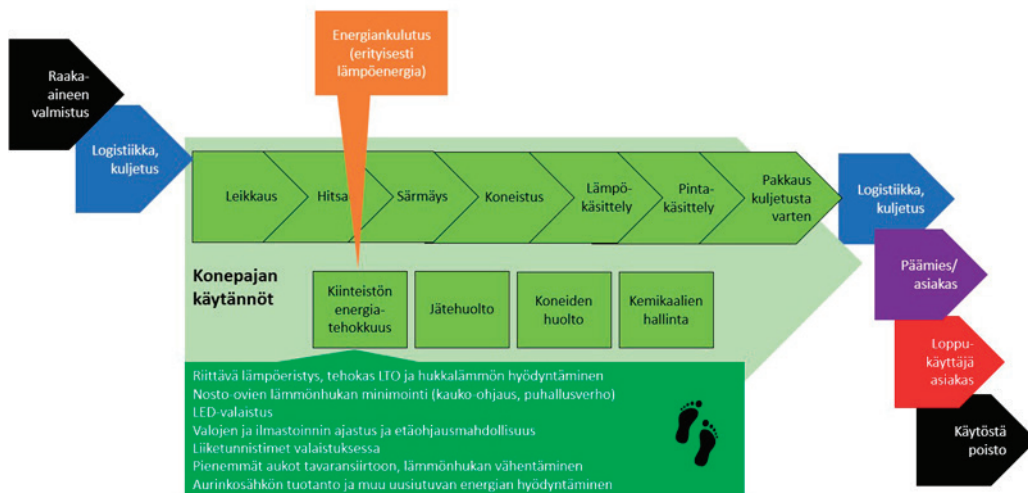 Energiankulutus
(erityisesti
lämpöenergia)
Raaka-
aineen
valmistus
Logistiikka,
kuljetus
Leikkaus
Hitsa
Särmäys
Koneistus
Lämpö-
käsittely
Pinta-
käsittely
Pakkaus
kuljetusta
varten
Logistiikka,
kuljetus
Päämies/
asiakas
Loppu-
käyttäjä
asiakas
Käytöstä
poisto
Konepajan
käytännöt
Kiinteistön
energia-
tehokkuus
Jätehuolto
Koneiden
huolto
Kemikaalien
hallinta
Riittävä lämpöeristys, tehokas LTO ja hukkalämmön hyödyntäminen
Nosto-ovien lämmönhukan minimointi (kauko-ohjaus, puhallusverho)
LED-valaistus
Valojen ja ilmastoinnin ajastus ja etäohjausmahdollisuus
Liiketunnistimet valaistuksessa
Pienemmät aukot tavaransiirtoon, lämmönhukan vähentäminen
Aurinkosähkön tuotanto ja muu uusiutuvan energian hyödyntäminen